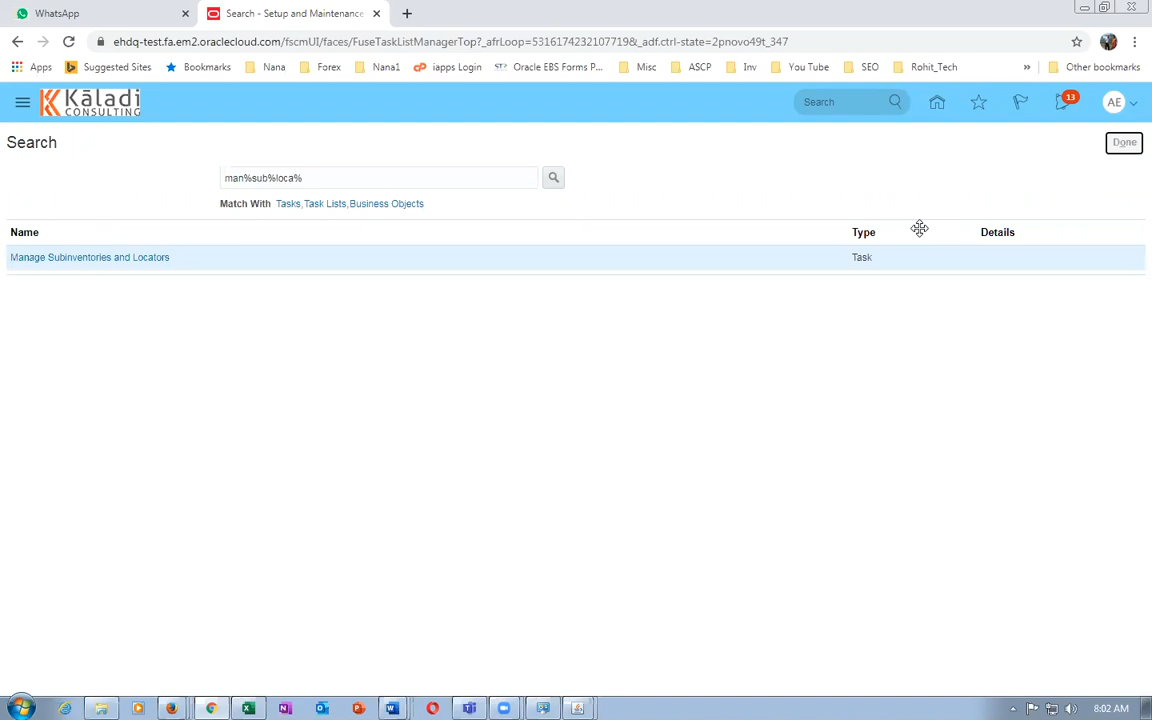 WhatsApp
Search - Setup and Maintenance
ehdq-test.fa.em2.oraclecloud.com/fscmUI/faces/FuseTaskListManagerTop?_afrLoop=5316174232107719&_adf.ctrl-state=2pnovo49t_347
Apps Suggested Sites Bookmarks Nana Forex Nana1 iapps Login Oracle EBS Forms P... Misc ASCP Inv You Tube SEO Rohit_Tech » Other bookmarks
Kaladi
CONSULTING
Search 13 AE
Search Done
man%sub%loca%
Match With Tasks,Task Lists,Business Objects
Name Type Details
Manage Subinventories and Locators Task
8:02 AM